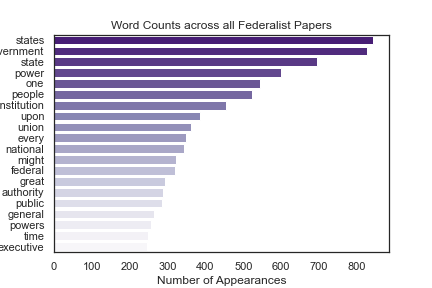 Word Counts across all Federalist Papers
states
vernment
state
power
one
people
nstitution
upon
union
every
national
might
federal
great
authority
public
general
powers
time
executive
0 100 200 300 400 500 600 700 800
Number of Appearances